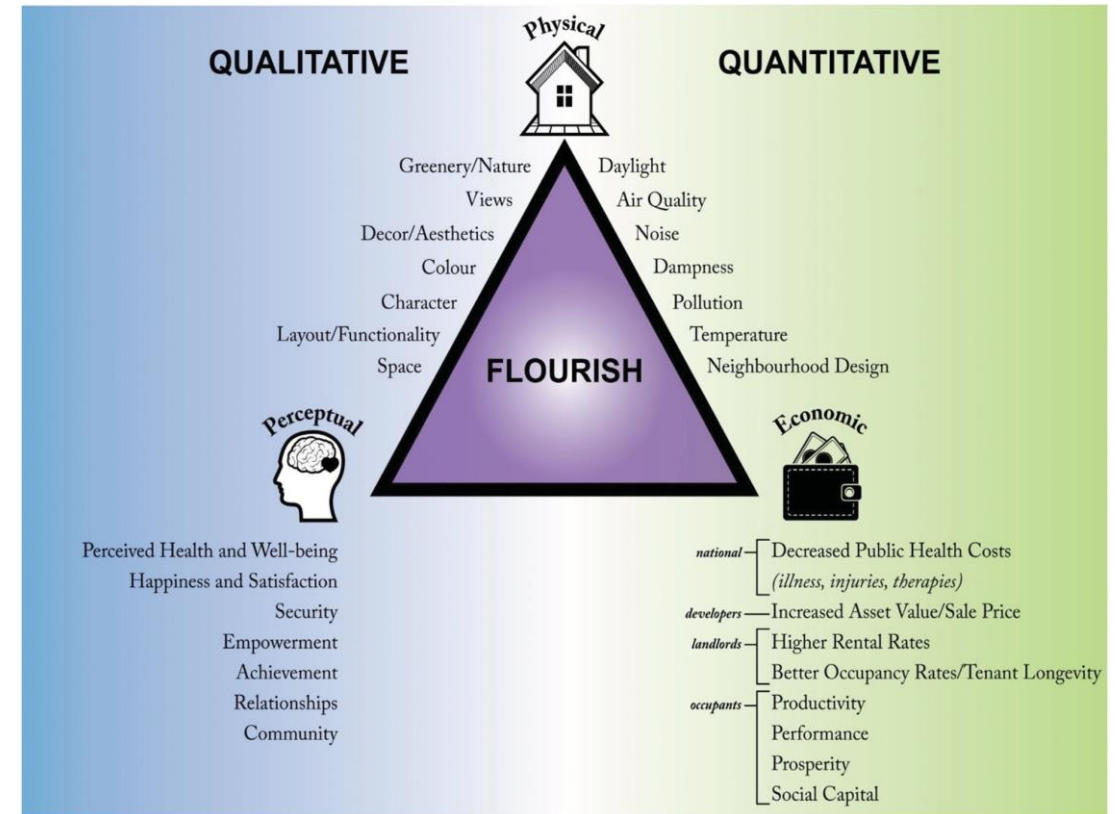 Physical
QUALITATIVE
QUANTITATIVE
Greenery/Nature
Views
Decor/Aesthetics
Colour
Character
Layout/Functionality
Space
Daylight
Air Quality
Noise
Dampness
Pollution
Temperature
Neighbourhood Design
FLOURISH
Perceptual
Perceived Health and Well-being
Happiness and Satisfaction
Security
Empowerment
Achievement
Relationships
Community
Economic
national
Decreased Public Health Costs
(illness, injuries, therapies)
developers
Increased Asset Value/Sale Price
landlords
Higher Rental Rates
Better Occupancy Rates/Tenant Longevity
occupants
Productivity
Performance
Prosperity
Social Capital